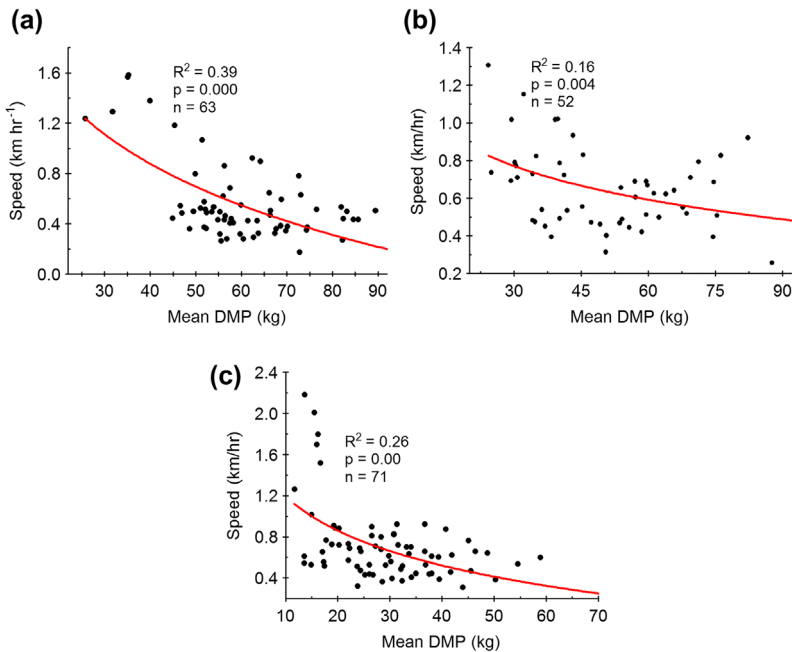 (a)
1.6
1.2
0.8
0.4
0.0
Speed (km hr⁻¹)
R² = 0.39
p = 0.000
n = 63
30 40 50 60 70 80 90
Mean DMP (kg)
(b)
1.4
1.2
1.0
0.8
0.6
0.4
0.2
Speed (km/hr)
R² = 0.16
p = 0.004
n = 52
30 45 60 75 90
Mean DMP (kg)
(c)
2.4
2.0
1.6
1.2
0.8
0.4
Speed (km/hr)
R² = 0.26
p = 0.00
n = 71
10 20 30 40 50 60 70
Mean DMP (kg)